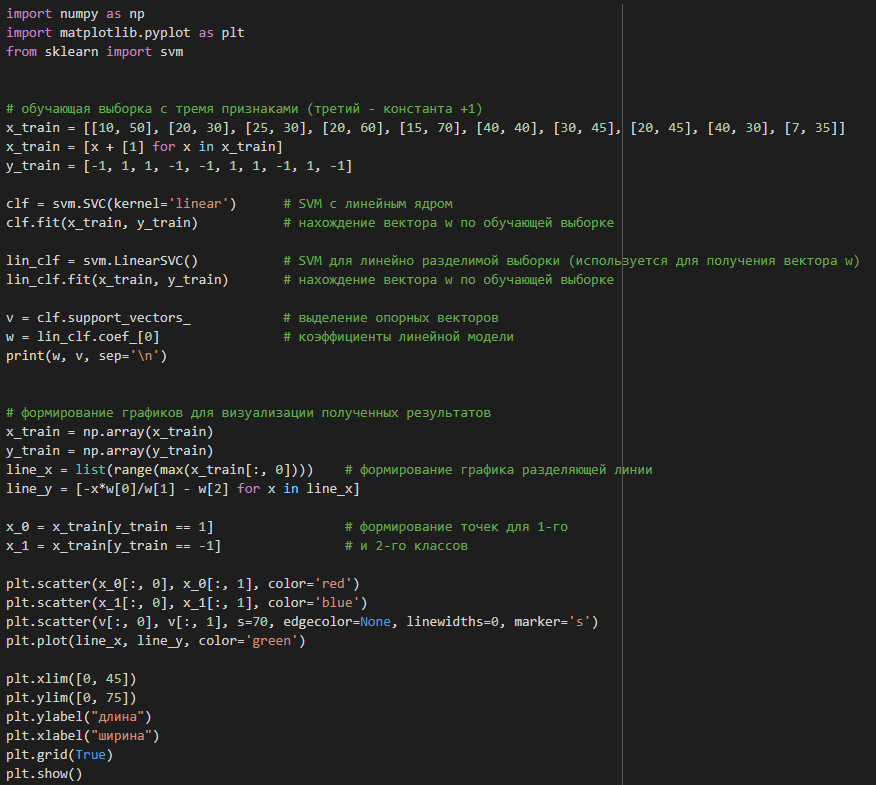 import numpy as np
import matplotlib.pyplot as plt
from sklearn import svm
# обучающая выборка с тремя признаками (третий - константа +1)
x_train = [[10, 50], [20, 30], [25, 30], [20, 60], [15, 70], [40, 40], [30, 45], [20, 45], [40, 30], [7, 35]]
x_train = [x + [1] for x in x_train]
y_train = [-1, 1, 1, -1, -1, 1, 1, -1, 1, -1]
clf = svm.SVC(kernel='linear')      # SVM с линейным ядром
clf.fit(x_train, y_train)           # нахождение вектора w по обучающей выборке
lin_clf = svm.LinearSVC()           # SVM для линейно разделимой выборки (используется для получения вектора w)
lin_clf.fit(x_train, y_train)       # нахождение вектора w по обучающей выборке
v = clf.support_vectors_            # выделение опорных векторов
w = lin_clf.coef_[0]                # коэффициенты линейной модели
print(w, v, sep='\n')
# формирование графиков для визуализации полученных результатов
x_train = np.array(x_train)
y_train = np.array(y_train)
line_x = list(range(max(x_train[:, 0])))    # формирование графика разделяющей линии
line_y = [-x*w[0]/w[1] - w[2] for x in line_x]
x_0 = x_train[y_train == 1]                 # формирование точек для 1-го
x_1 = x_train[y_train == -1]                # и 2-го классов
plt.scatter(x_0[:, 0], x_0[:, 1], color='red')
plt.scatter(x_1[:, 0], x_1[:, 1], color='blue')
plt.scatter(v[:, 0], v[:, 1], s=70, edgecolor=None, linewidths=0, marker='s')
plt.plot(line_x, line_y, color='green')
plt.xlim([0, 45])
plt.ylim([0, 75])
plt.ylabel("длина")
plt.xlabel("ширина")
plt.grid(True)
plt.show()